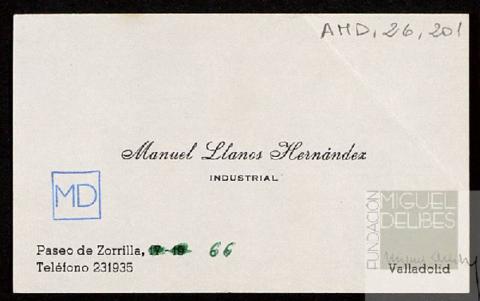 AMD, 26, 201
Manuel Llanos Hernández
INDUSTRIAL
MD
Paseo de Zorrilla, 17-19 66
Teléfono 231935
Valladolid
FUNDACIÓN
MIGUEL
DELIBES